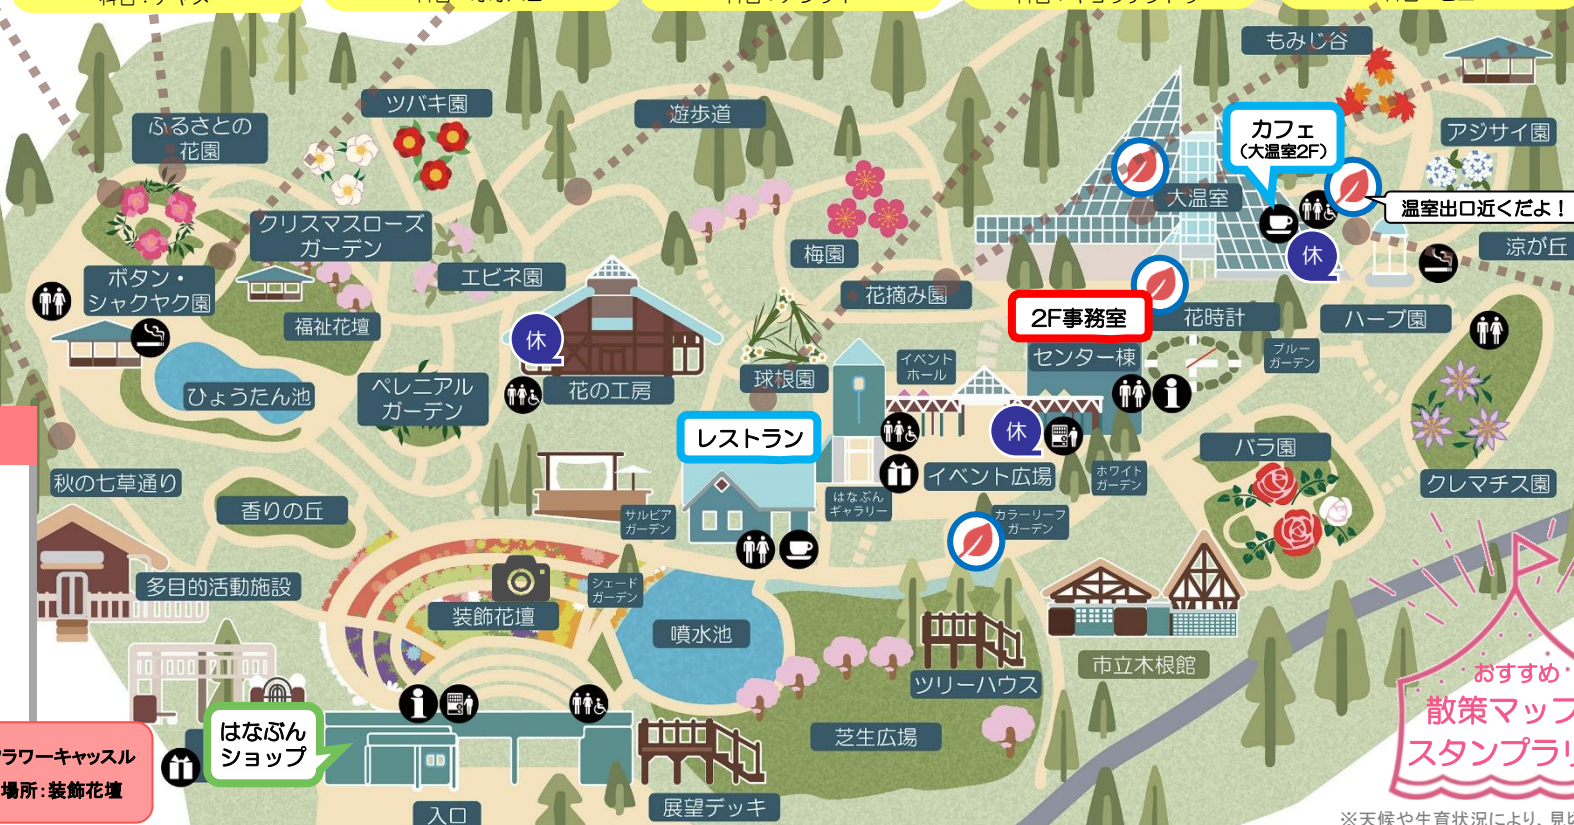 もみじ谷
ツバキ園
遊歩道
カフェ
(大温室2F)
ふるさとの
花園
アジサイ園
大温室
温室出口近くだよ！
クリスマスローズ
ガーデン
梅園
涼が丘
休
ボタン・
シャクヤク園
エビネ園
花摘み園
福祉花壇
2F事務室
花時計
ハーブ園
休
イベント
ホール
センター棟
ブルー
ガーデン
ひょうたん池
ペレニアル
ガーデン
花の工房
球根園
レストラン
休
バラ園
秋の七草通り
イベント広場
ホワイト
ガーデン
クレマチス園
香りの丘
サルビア
ガーデン
はなぶん
ギャラリー
カラーリーフ
ガーデン
多目的活動施設
シェード
ガーデン
装飾花壇
噴水池
市立木根館
ツリーハウス
おすすめ
散策マップ
スタンプラリ
はなぶん
ショップ
芝生広場
ラワーキャッスル
場所：装飾花壇
展望デッキ
入口
※天候や生育状況により、見